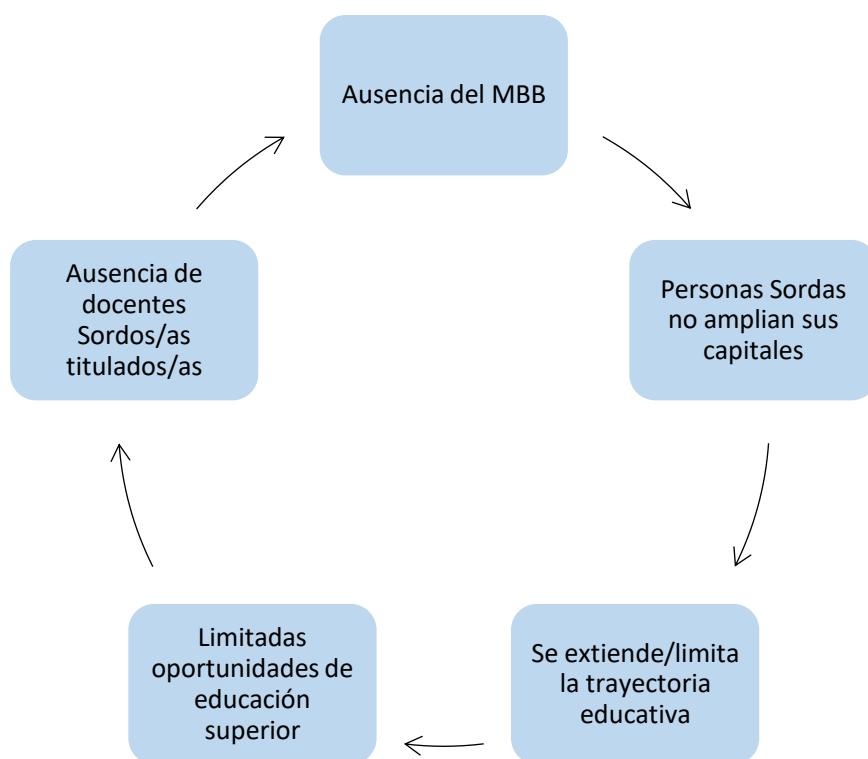 Ausencia del MBB
Personas Sordas
no amplian sus
capitales
Se extiende/limita
la trayectoria
educativa
Limitadas
oportunidades de
educación
superior
Ausencia de
docentes
Sordos/as
titulados/as